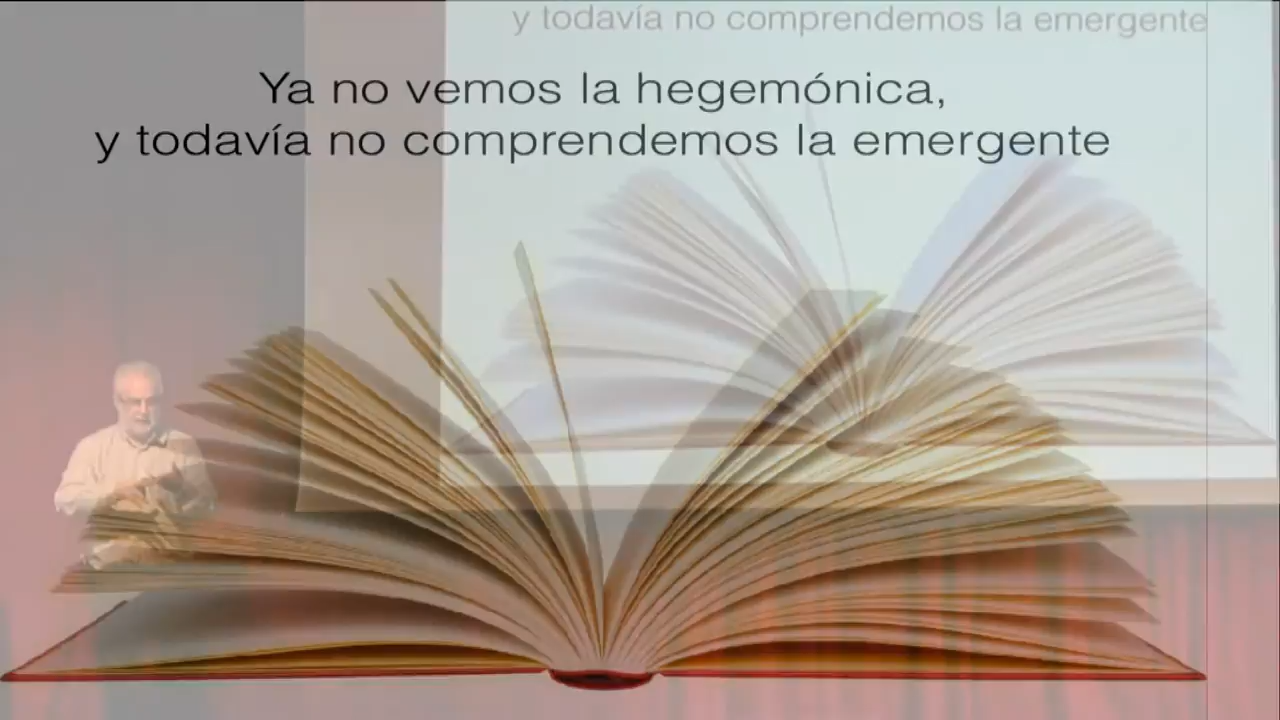 y todavía no comprendemos la emergente
Ya no vemos la hegemónica,
y todavía no comprendemos la emergente